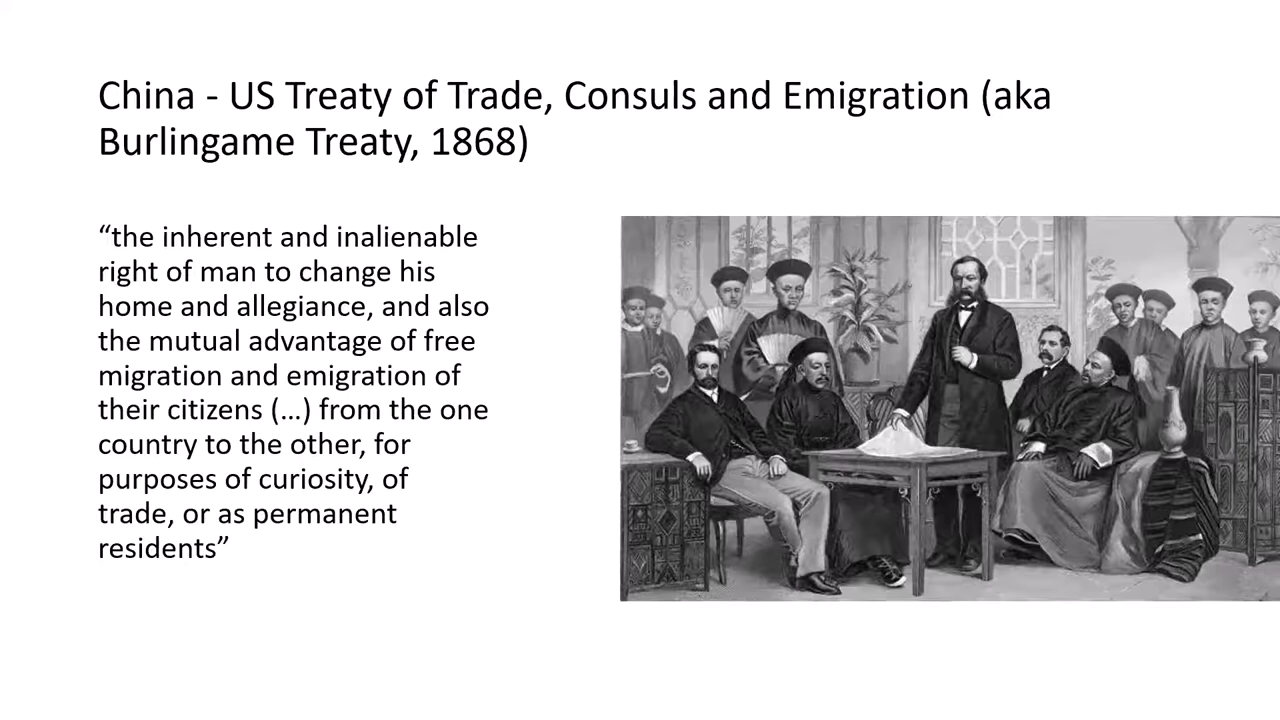 China - US Treaty of Trade, Consuls and Emigration (aka
Burlingame Treaty, 1868)
“the inherent and inalienable
right of man to change his
home and allegiance, and also
the mutual advantage of free
migration and emigration of
their citizens (…) from the one
country to the other, for
purposes of curiosity, of
trade, or as permanent
residents”